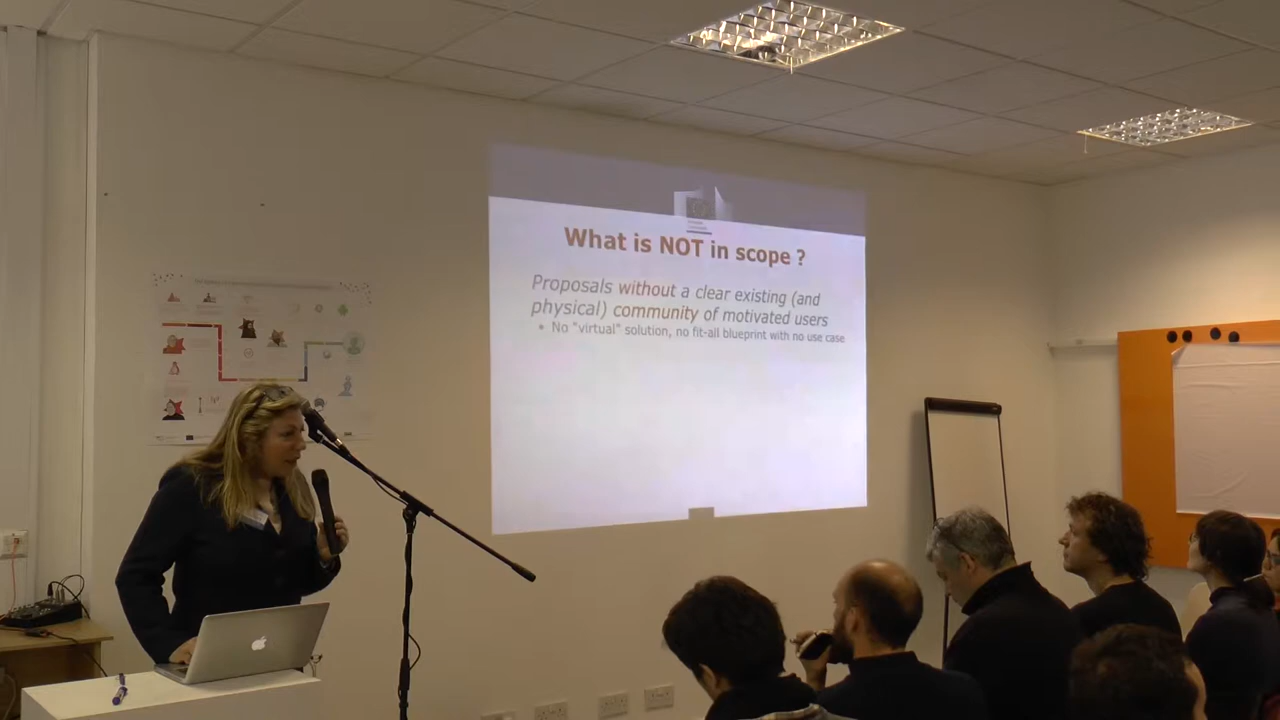 What is NOT in scope ?
Proposals without a clear existing (and
physical) community of motivated users
• No "virtual" solution, no fit-all blueprint with no use case